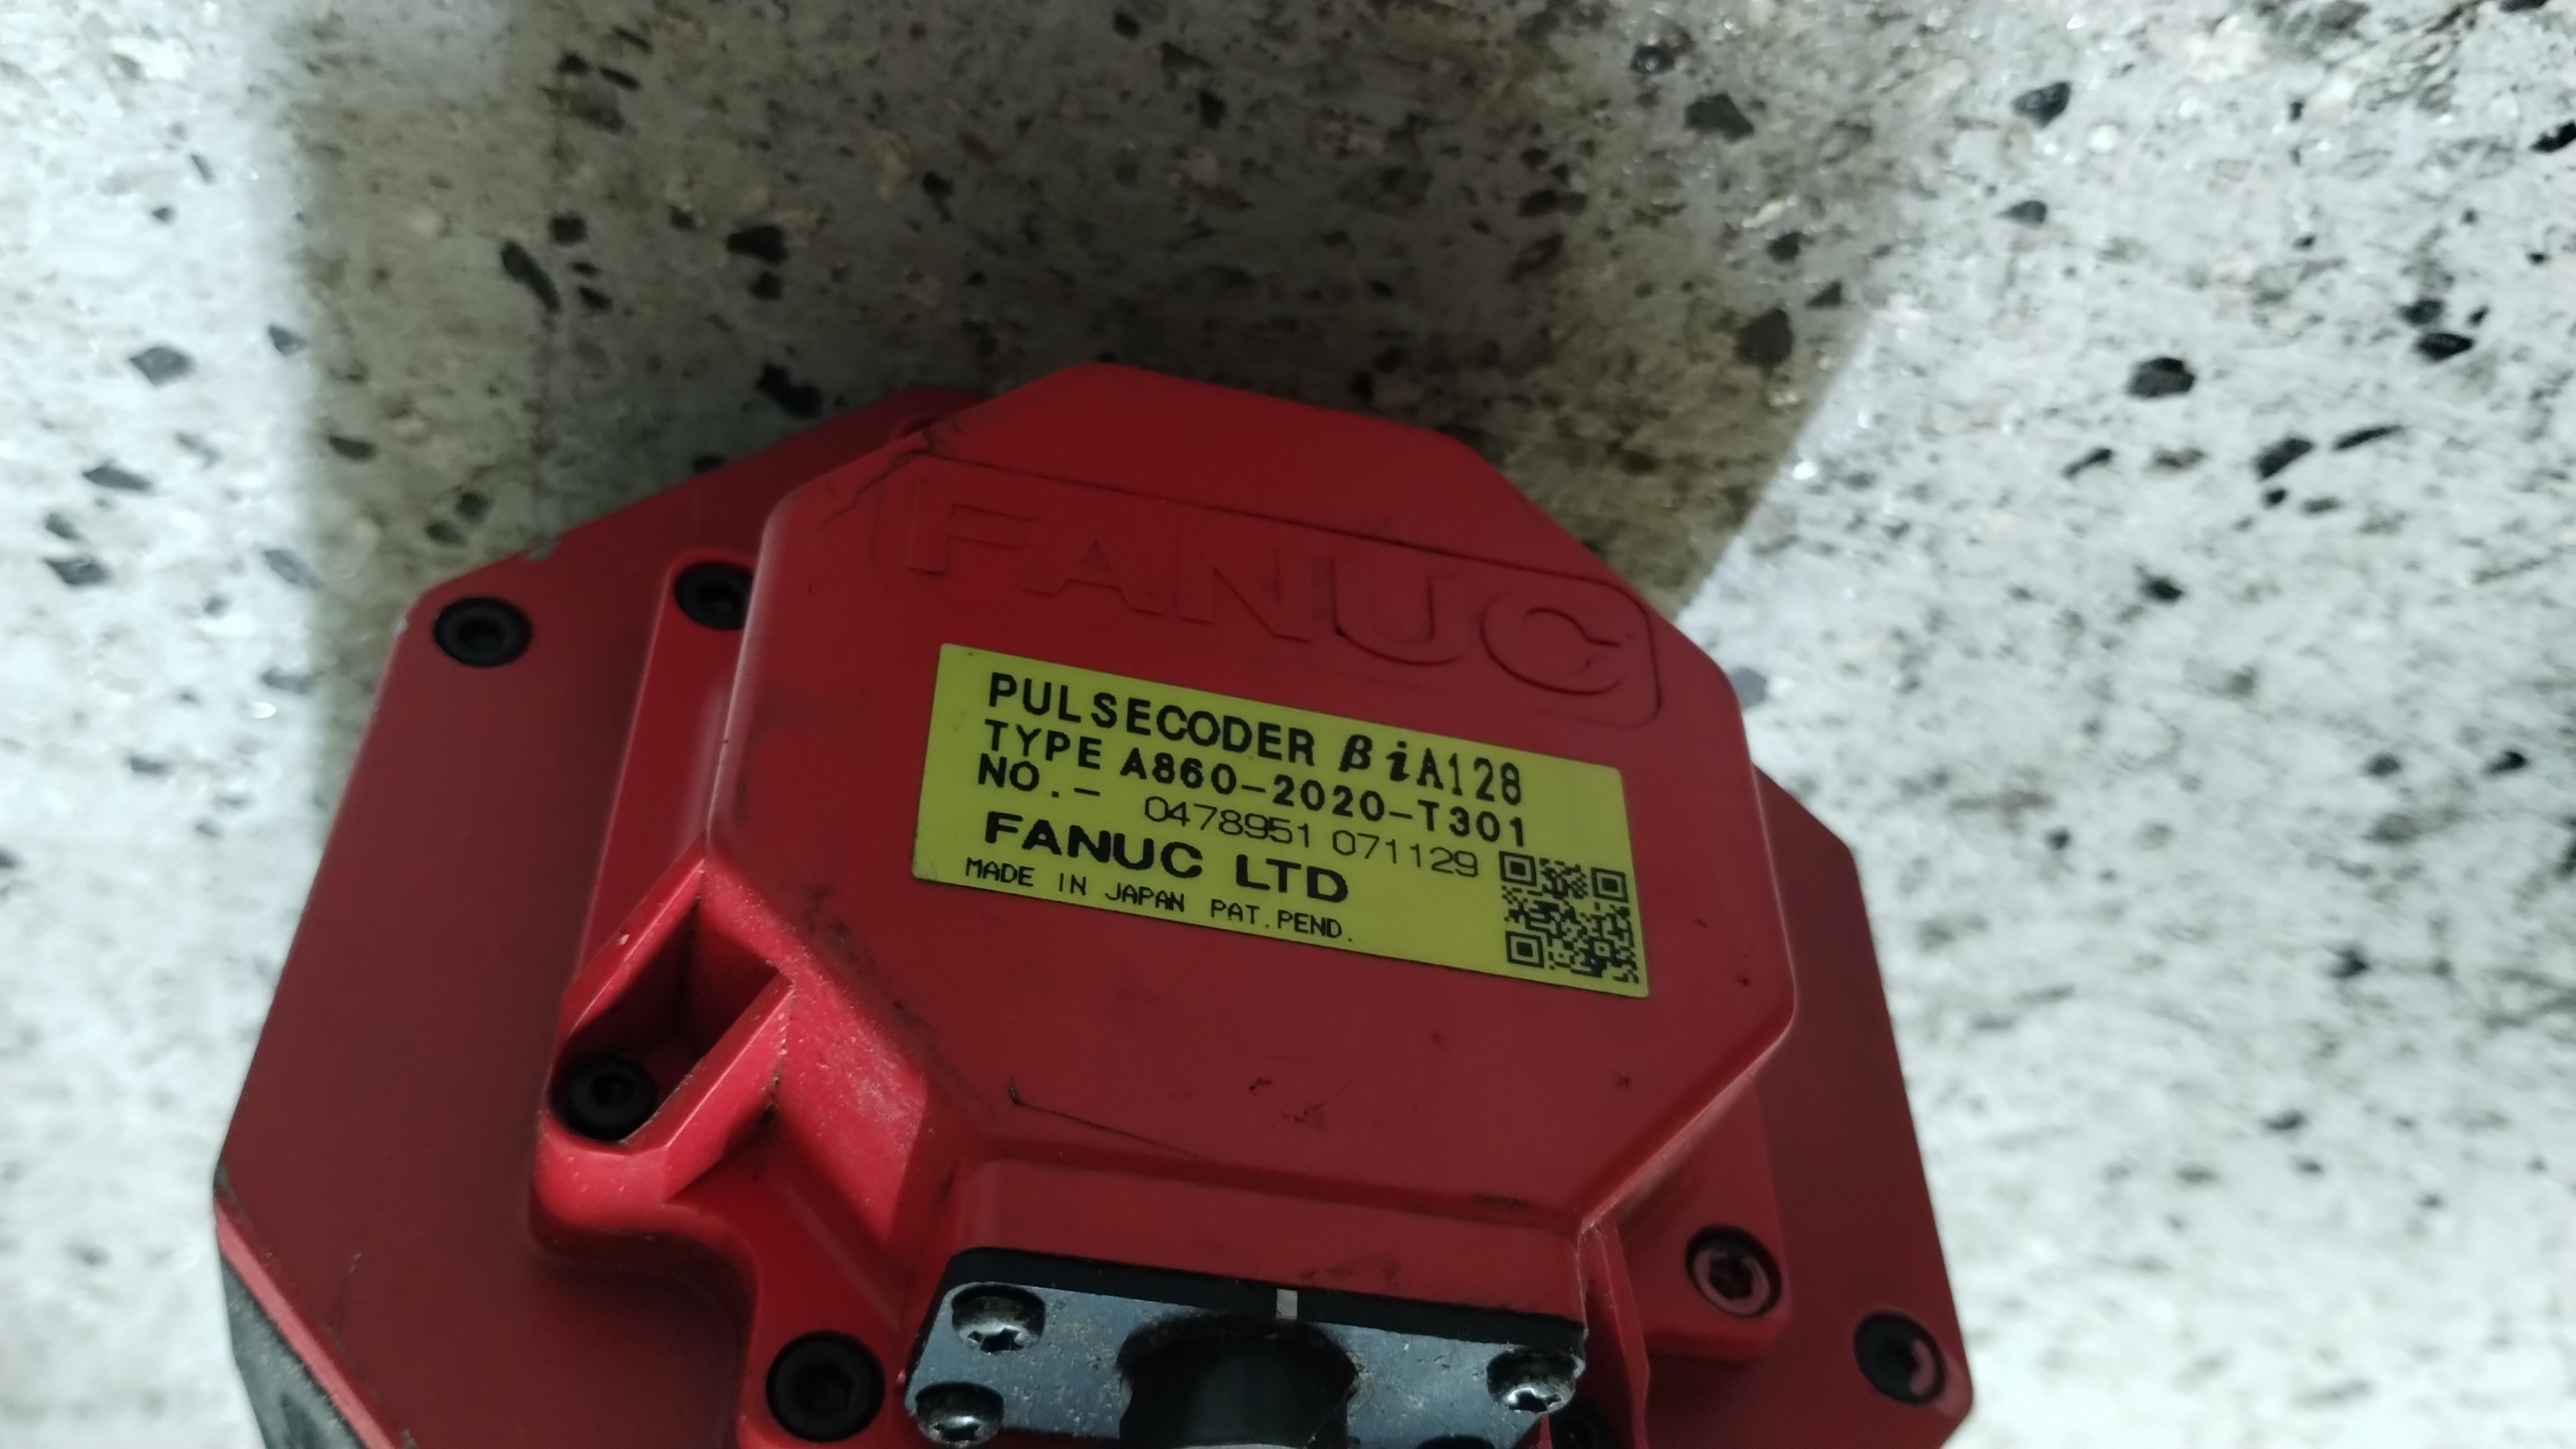 FANUC
PULSECODER βiA128
TYPE A860-2020-T301
NO.- 0478951 071129
FANUC LTD
MADE IN JAPAN PAT.PEND.